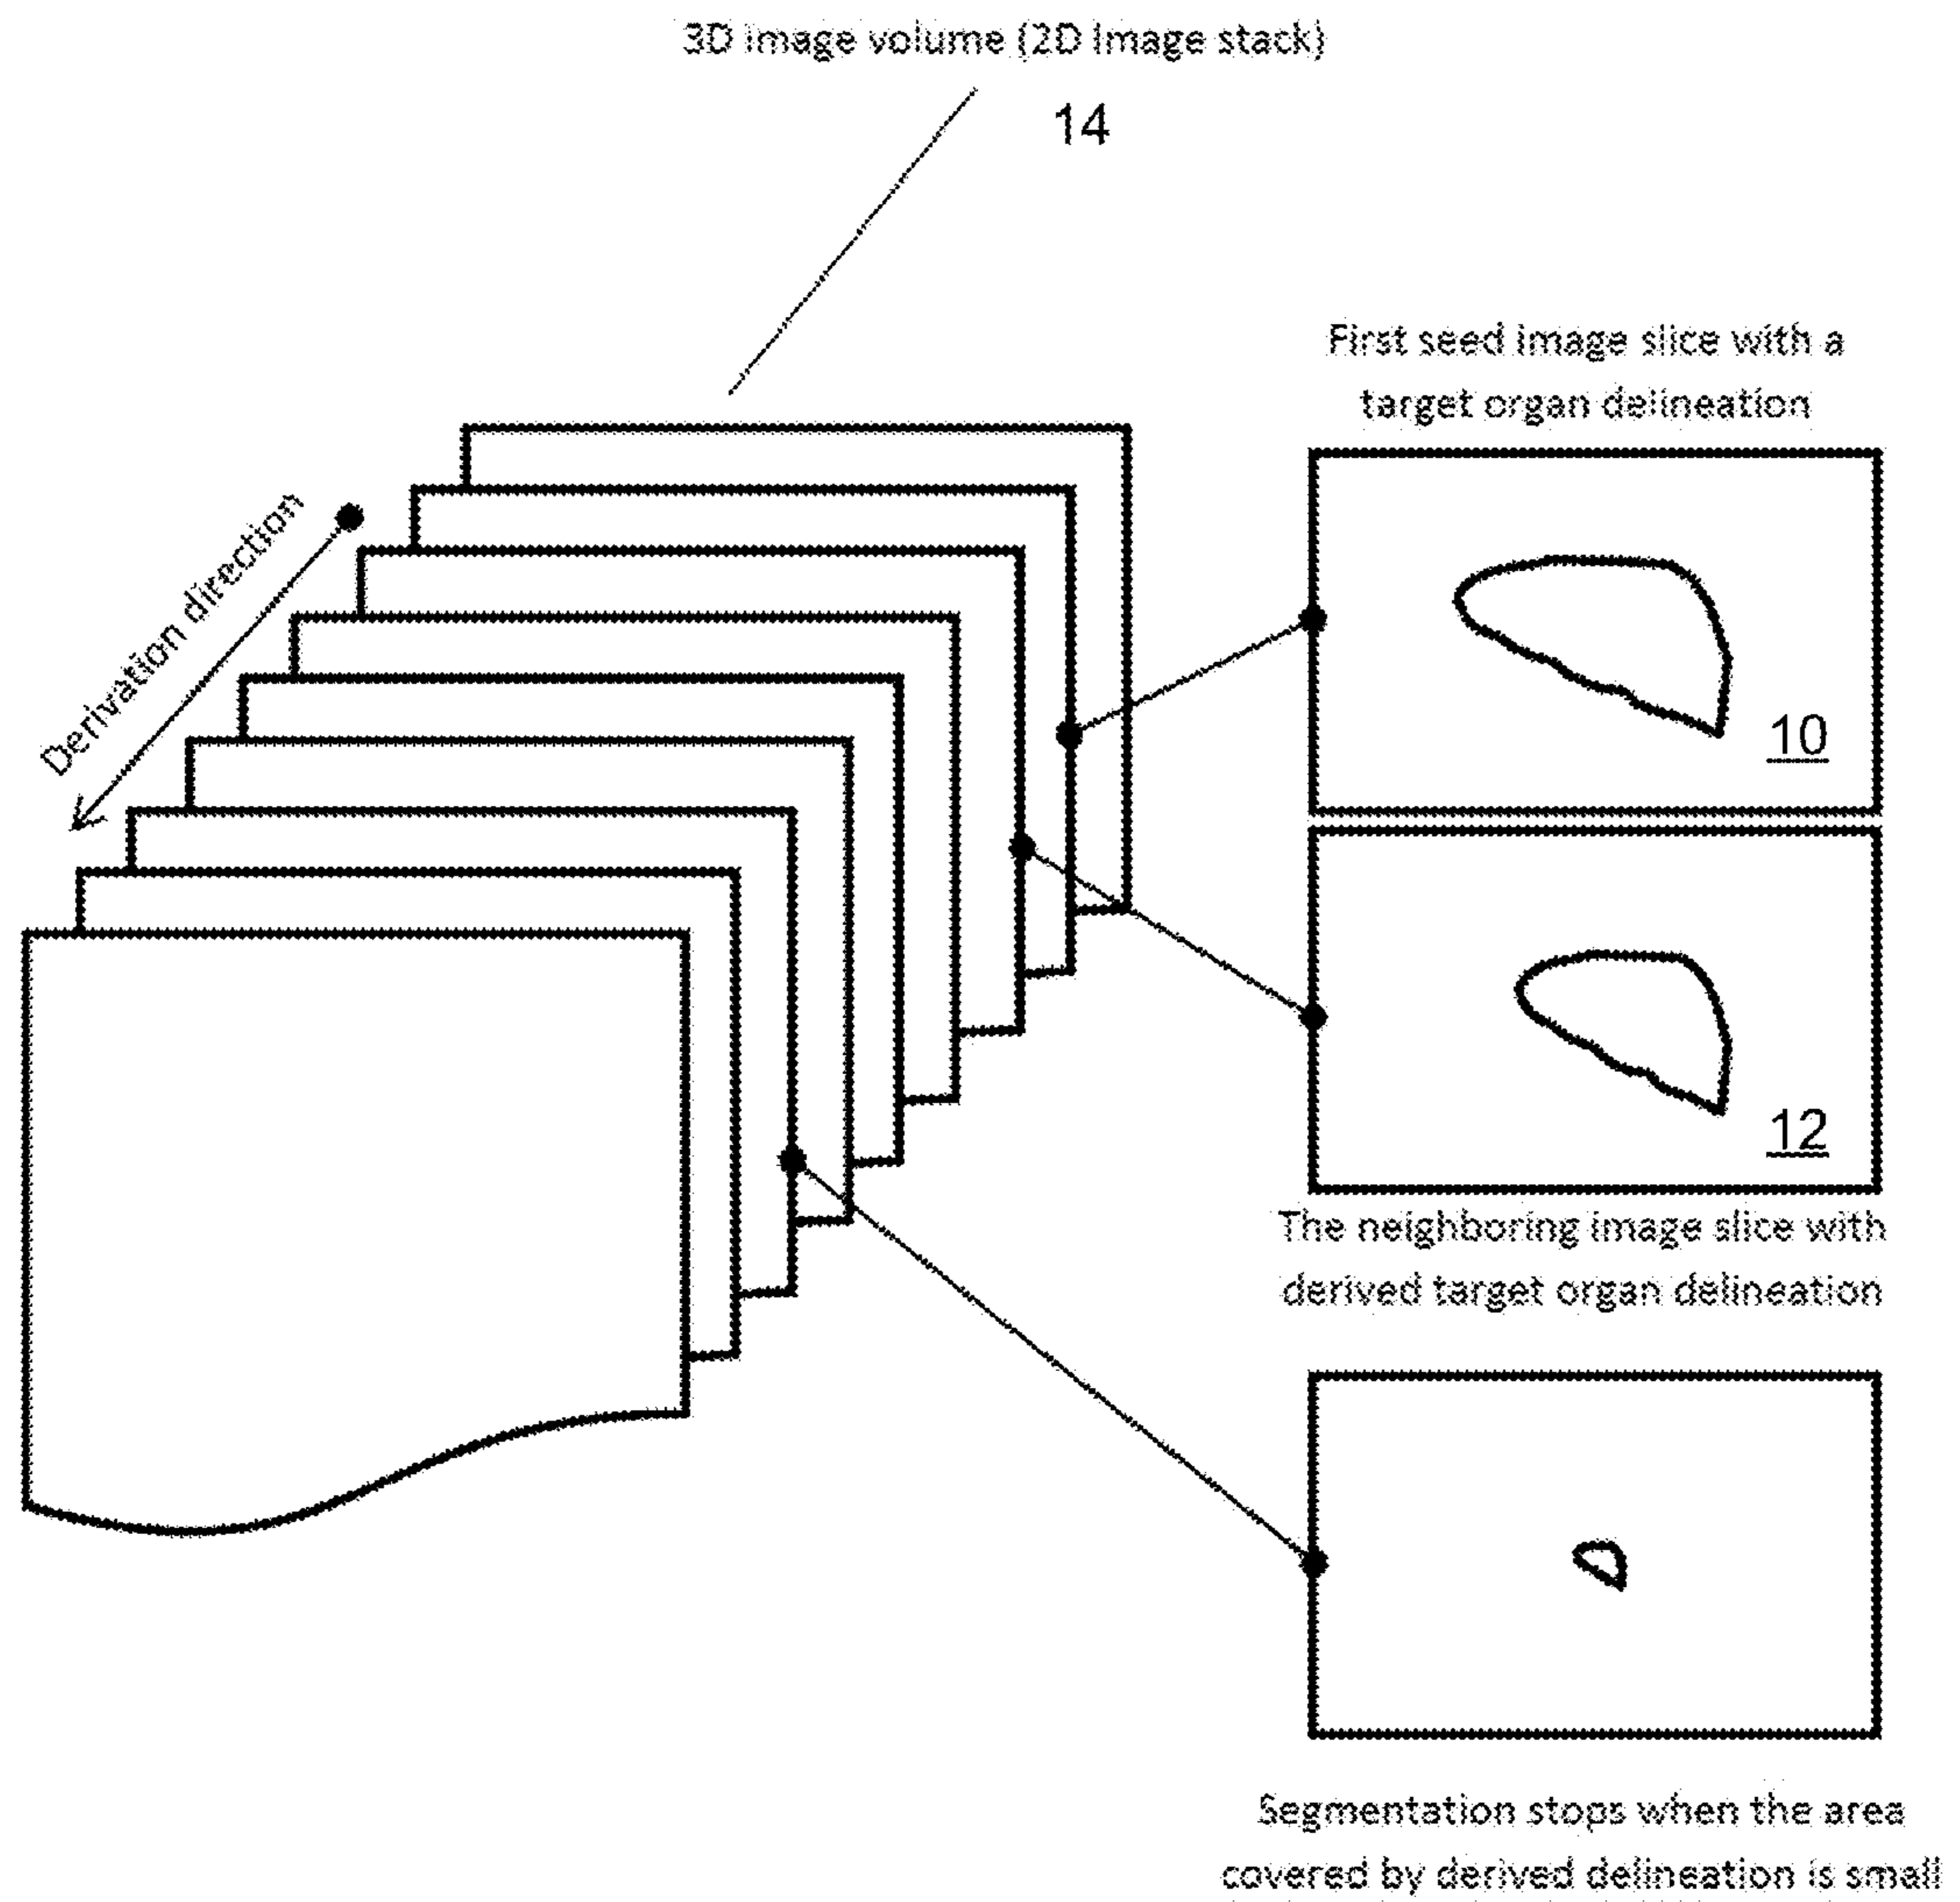 3D image volume (2D image stack)
14
First seed image slice with a
target organ delineation
Derivation direction
10
12
The neighboring image slice with
derived target organ delineation
Segmentation stops when the area
covered by derived delineation is small